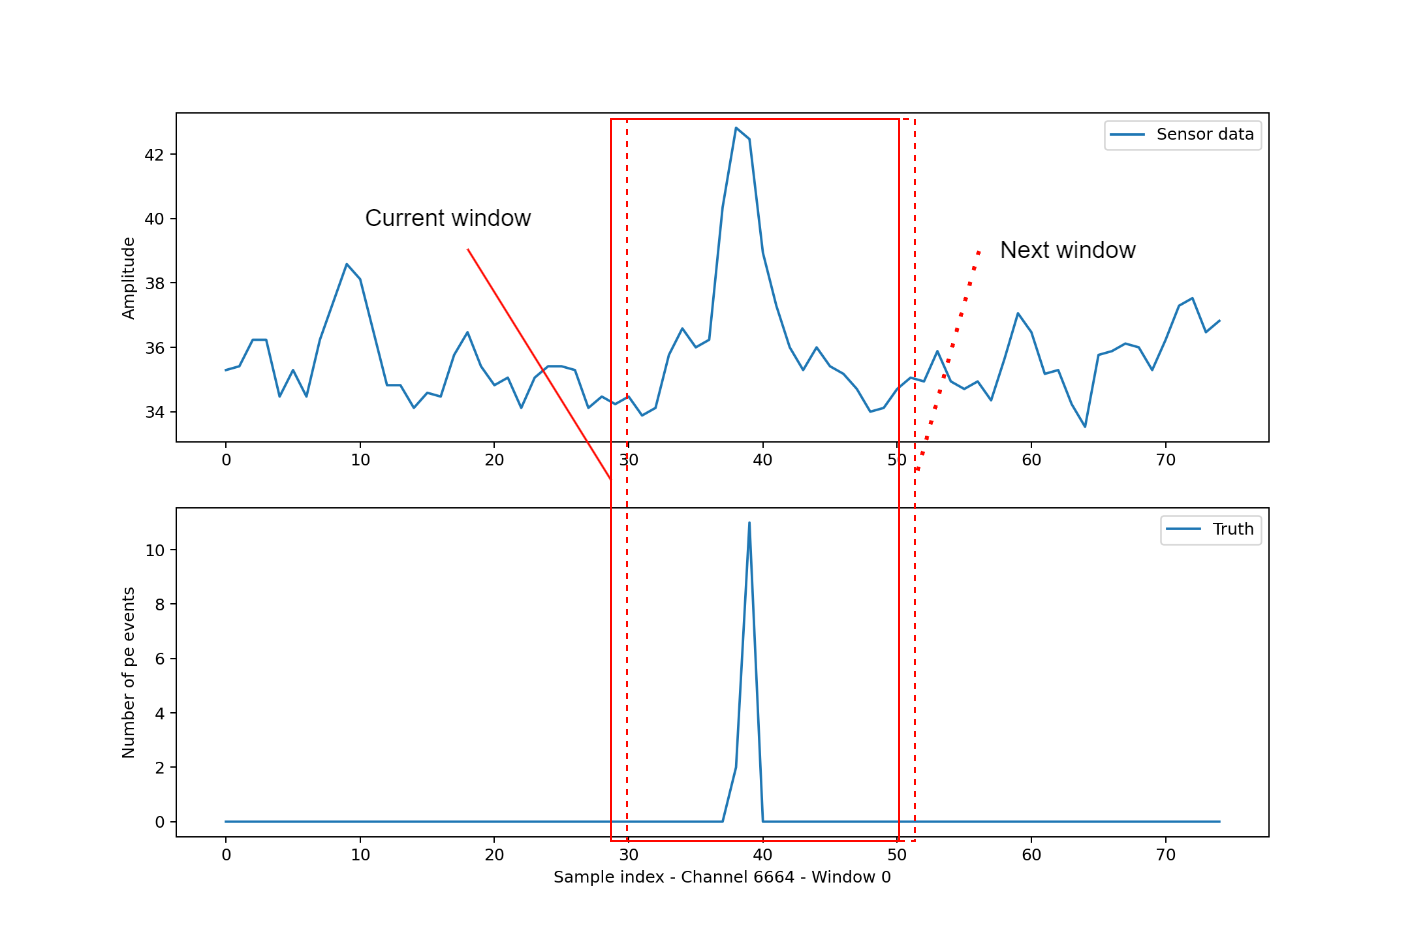 Sensor data
42
40
38
36
34
Amplitude
Current window
Next window
0 10 20 30 40 50 60 70
Truth
10
8
6
4
2
0
Number of pe events
0 10 20 30 40 50 60 70
Sample index - Channel 6664 - Window 0